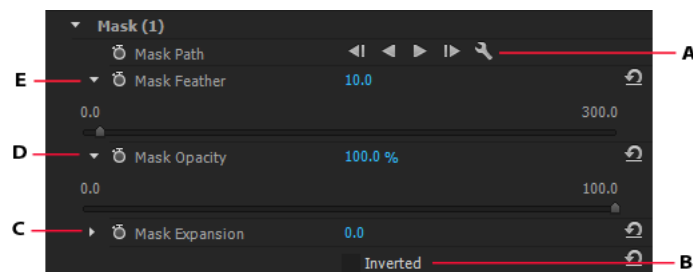 Mask (1)
Mask Path
A
E
Mask Feather 10.0
0.0 300.0
D
Mask Opacity 100.0 %
0.0 100.0
C
Mask Expansion 0.0
Inverted
B